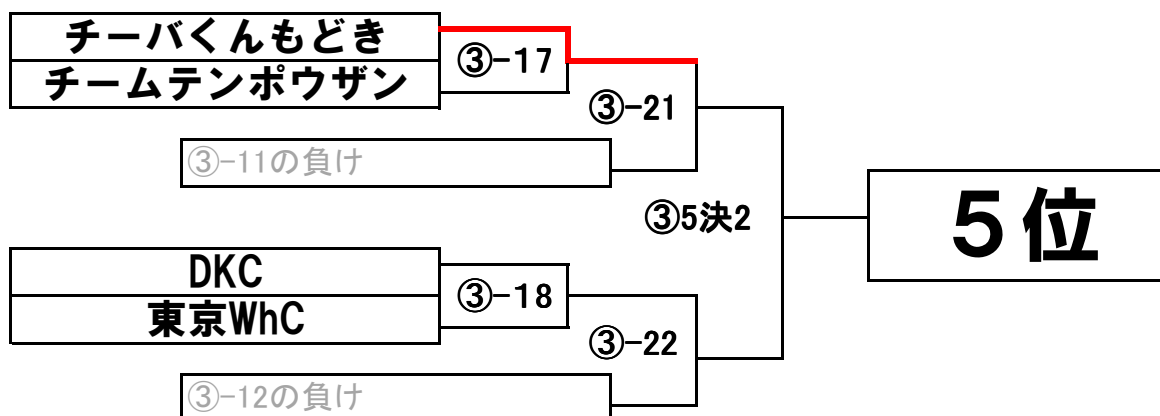 チーバくんもどき
③-17
チームテンポウザン
③-21
③-11の負け
③5決2
5位
DKC
③-18
東京WhC
③-22
③-12の負け